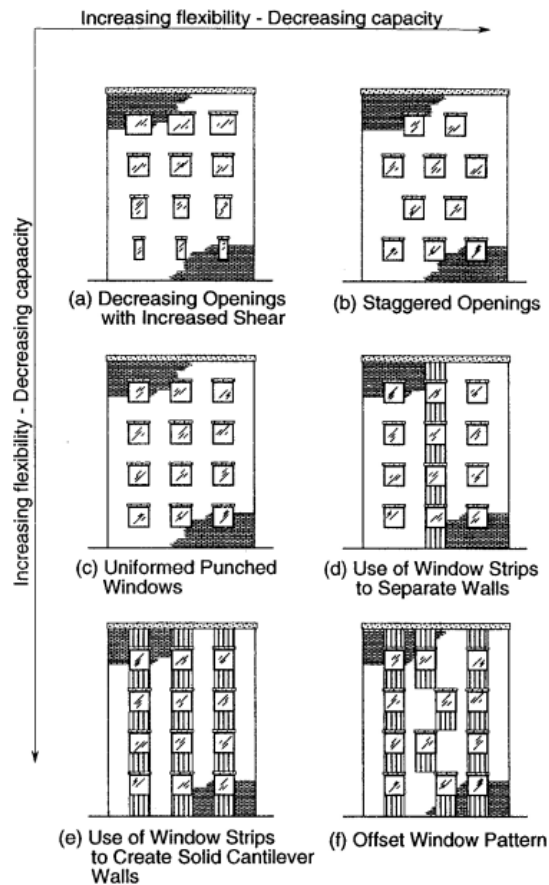 Increasing flexibility - Decreasing capacity
Increasing flexibility - Decreasing capaacity
(a) Decreasing Openings
with Increased Shear
(b) Staggered Openings
(c) Uniformed Punched
Windows
(d) Use of Window Strips
to Separate Walls
(e) Use of Window Strips
to Create Solid Cantilever
Walls
(f) Offset Window Pattern